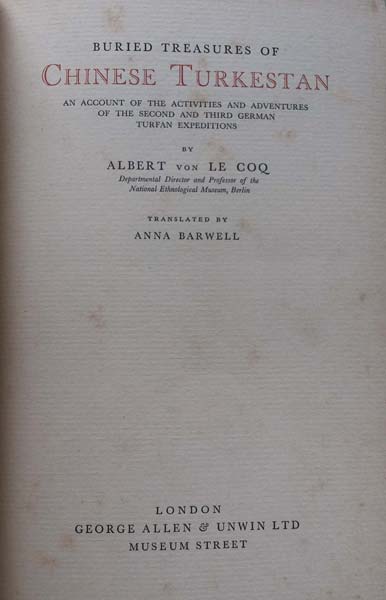 BURIED TREASURES OF
CHINESE TURKESTAN
AN ACCOUNT OF THE ACTIVITIES AND ADVENTURES
OF THE SECOND AND THIRD GERMAN
TURFAN EXPEDITIONS
BY
ALBERT VON LE COQ
Departmental Director and Professor of the
National Ethnological Museum, Berlin
TRANSLATED BY
ANNA BARWELL
LONDON
GEORGE ALLEN & UNWIN LTD
MUSEUM STREET